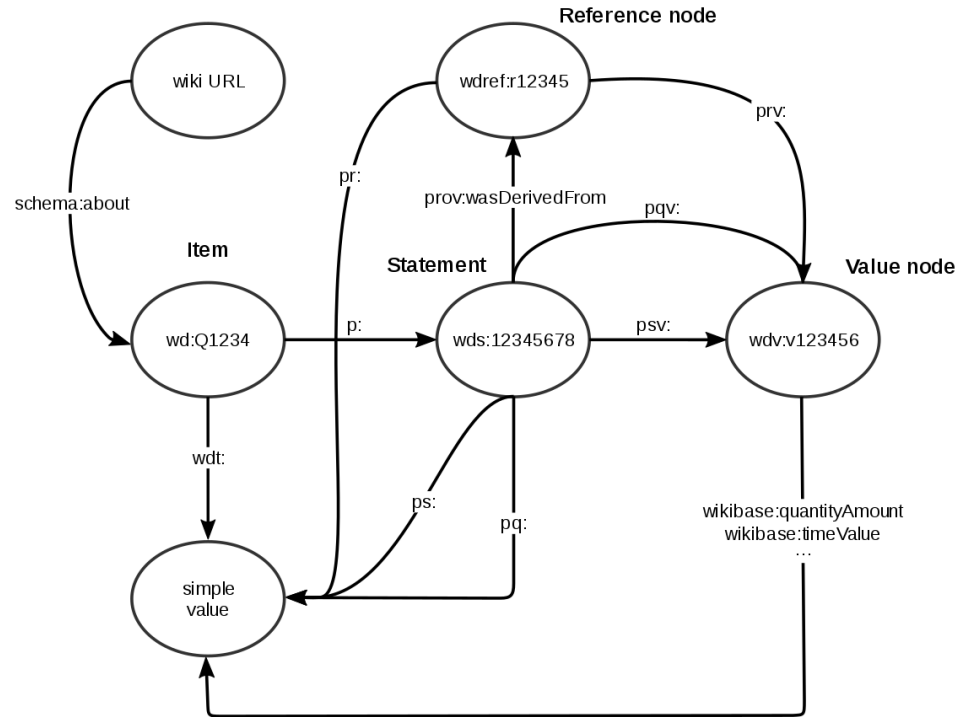 Reference node
wiki URL
wdref:r12345
prv:
pr:
prov:wasDerivedFrom
schema:about
pqv:
Item
Statement
Value node
wd:Q1234
p:
wds:12345678
psv:
wdv:v123456
wdt:
ps:
pq:
wikibase:quantityAmount
wikibase:timeValue
...
simple
value